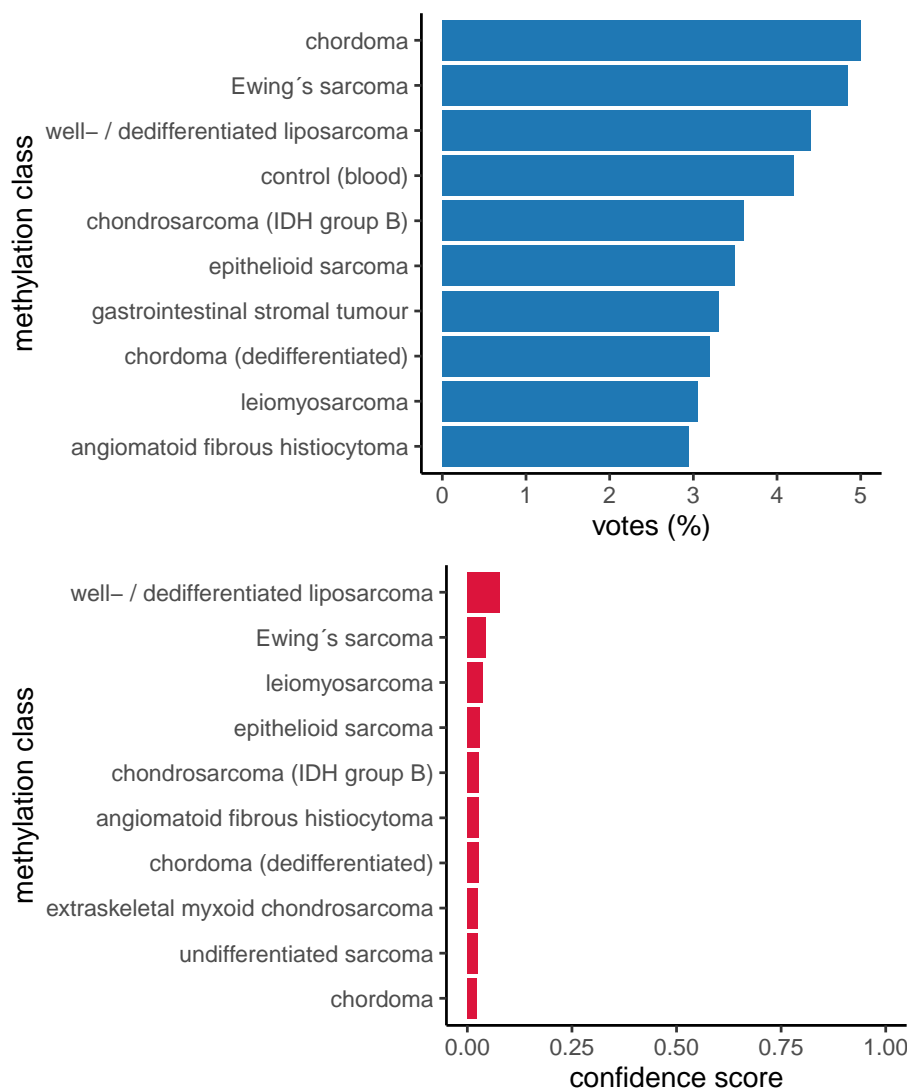 methylation class
chordoma
Ewing´s sarcoma
well− / dedifferentiated liposarcoma
control (blood)
chondrosarcoma (IDH group B)
epithelioid sarcoma
gastrointestinal stromal tumour
chordoma (dedifferentiated)
leiomyosarcoma
angiomatoid fibrous histiocytoma
0 1 2 3 4 5
votes (%)
methylation class
well− / dedifferentiated liposarcoma
Ewing´s sarcoma
leiomyosarcoma
epithelioid sarcoma
chondrosarcoma (IDH group B)
angiomatoid fibrous histiocytoma
chordoma (dedifferentiated)
extraskeletal myxoid chondrosarcoma
undifferentiated sarcoma
chordoma
0.00 0.25 0.50 0.75 1.00
confidence score